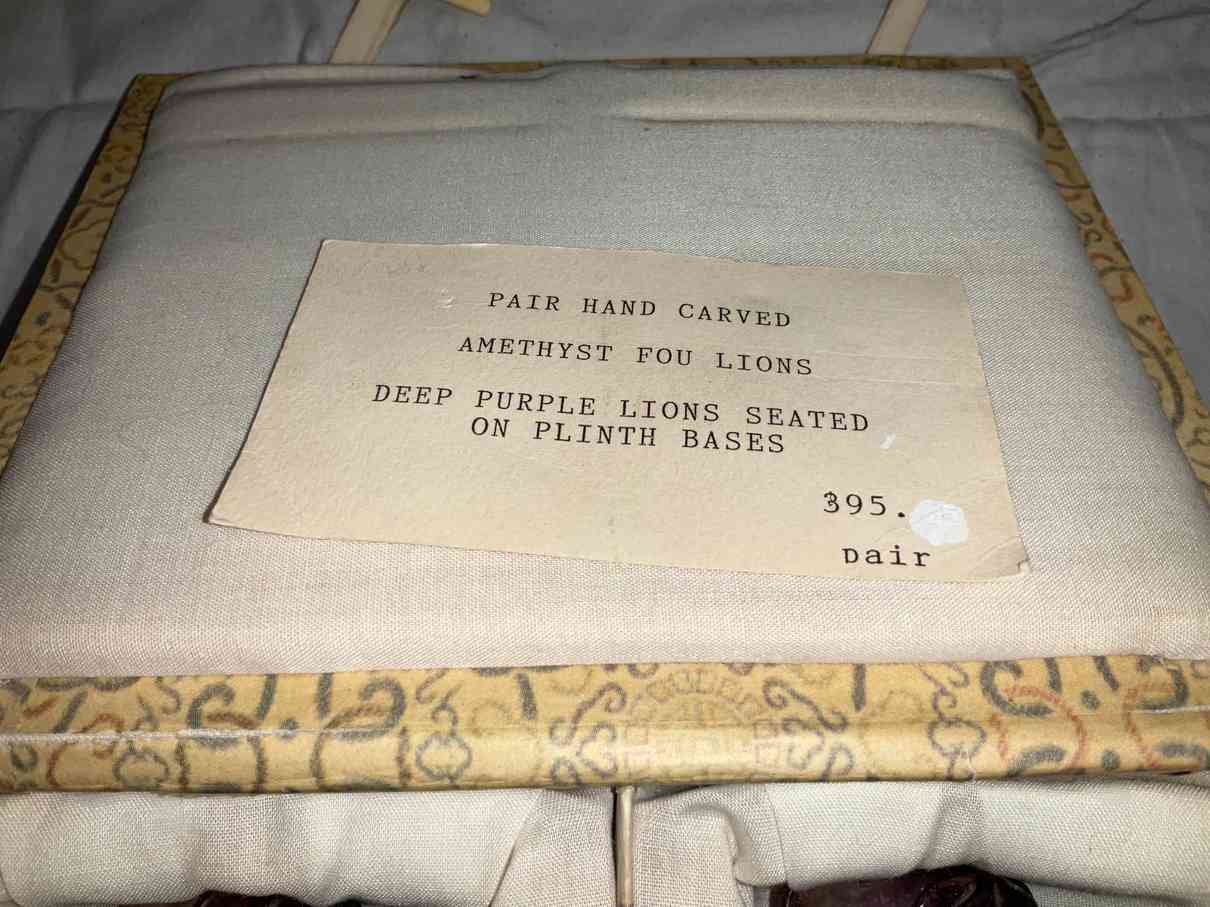 PAIR HAND CARVED
AMETHYST FOU LIONS
DEEP PURPLE LIONS SEATED
ON PLINTH BASES
395.
pair